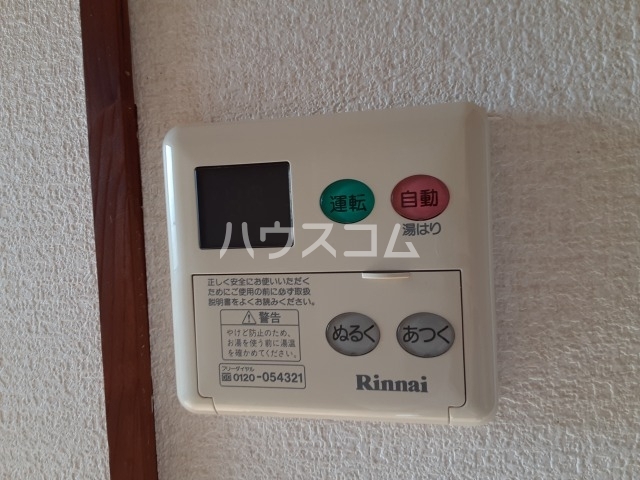 運転
自動
湯はり
ハウスコム
正しく安全にお使いいただく
ためにご使用の前に必ず取扱
説明書をよくお読みください。
警告
やけど防止のため、
お湯を使う前に湯温
を確かめてください。
フリーダイヤル
0120-054321
ぬるく
あつく
Rinnai